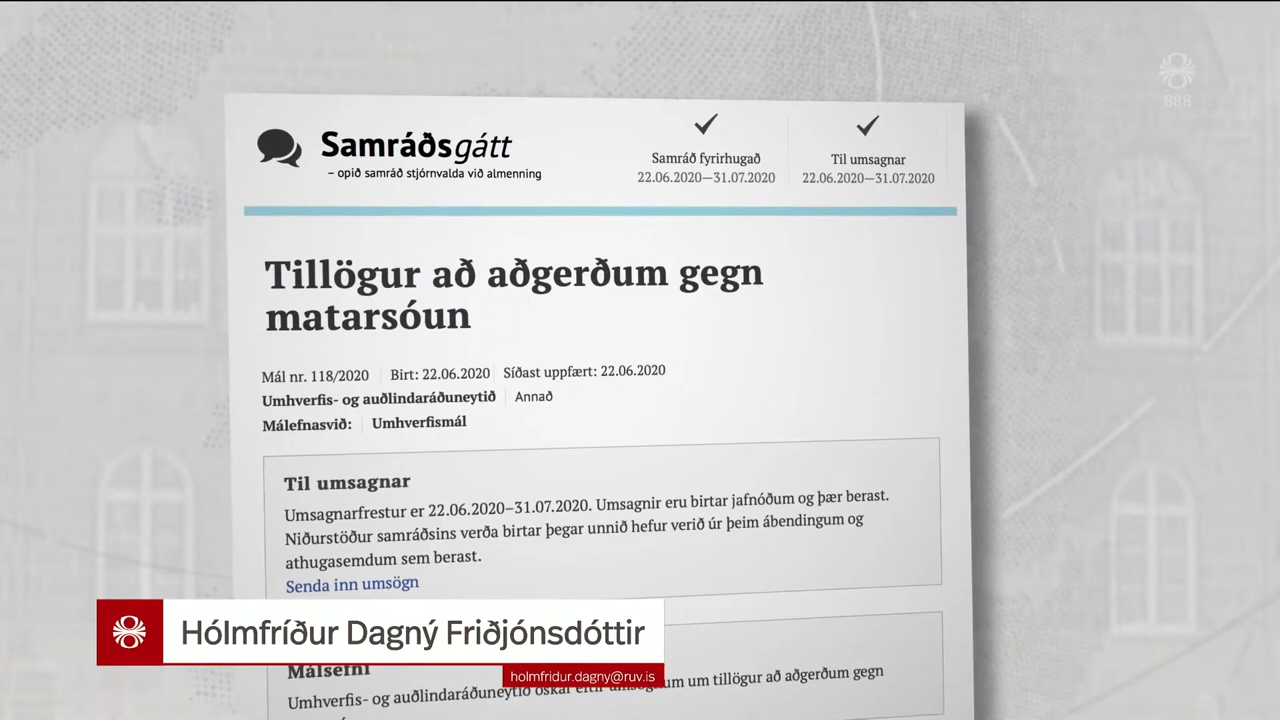 888
Samráðsgátt
– opið samráð stjórnvalda við almenning
Samráð fyrirhugað
22.06.2020—31.07.2020
Til umsagnar
22.06.2020—31.07.2020
Tillögur að aðgerðum gegn
matarsóun
Mál nr. 118/2020 Birt: 22.06.2020 Síðast uppfært: 22.06.2020
Umhverfis- og auðlindaráðuneytið Annað
Málefnasvið: Umhverfismál
Til umsagnar
Umsagnarfrestur er 22.06.2020–31.07.2020. Umsagnir eru birtar jafnóðum og þær berast.
Niðurstöður samráðsins verða birtar þegar unnið hefur verið úr þeim ábendingum og
athugasemdum sem berast.
Senda inn umsögn
Hólmfríður Dagný Friðjónsdóttir
holmfridur.dagny@ruv.is
Málsefni
Umhverfis- og auðlindaráðuneytið óskar eftir umsögnum um tillögur að aðgerðum gegn